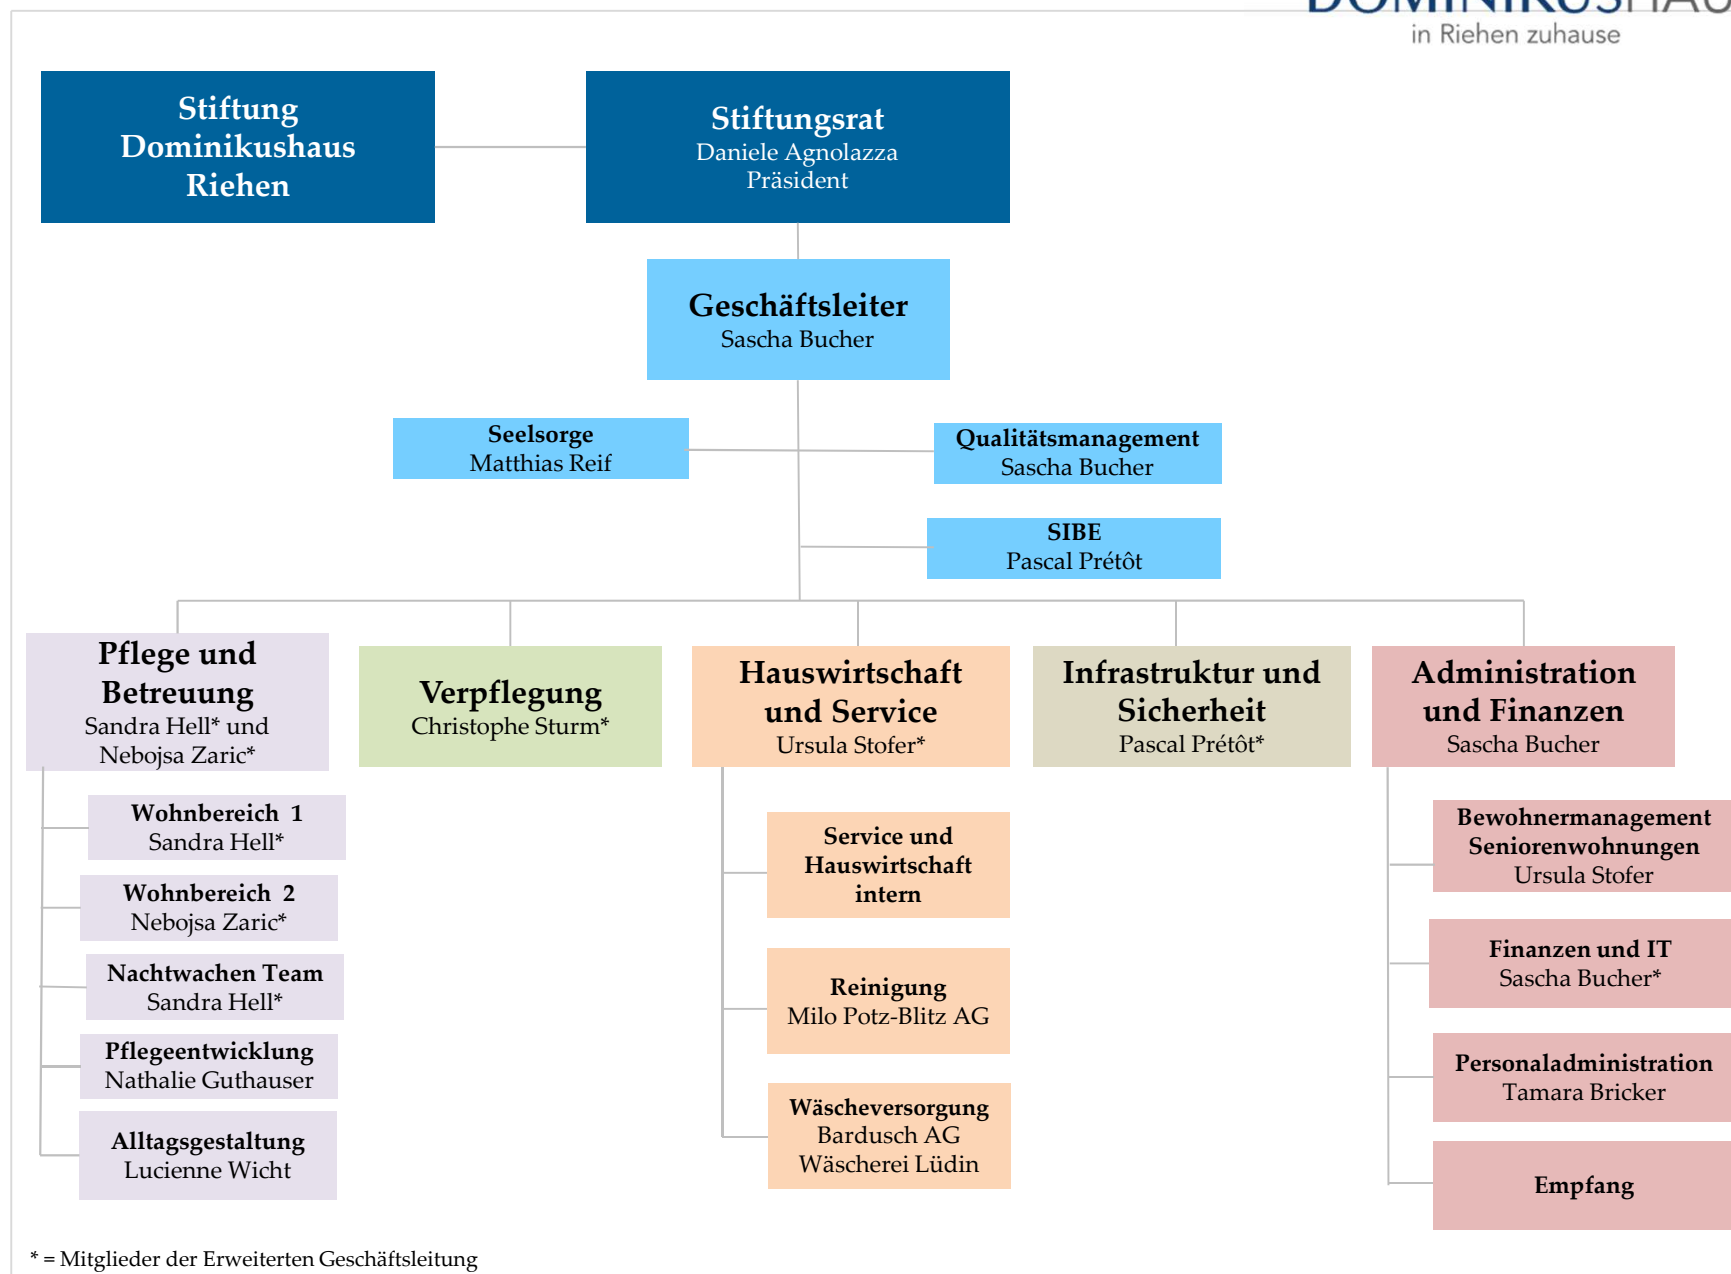 DOMINIKUSHAU
in Riehen zuhause
Stiftung
Dominikushaus
Riehen
Stiftungsrat
Daniele Agnolazza
Präsident
Geschäftsleiter
Sascha Bucher
Seelsorge
Matthias Reif
Qualitätsmanagement
Sascha Bucher
SIBE
Pascal Prétôt
Pflege und
Betreuung
Sandra Hell* und
Nebojsa Zaric*
Verpflegung
Christophe Sturm*
Hauswirtschaft
und Service
Ursula Stofer*
Infrastruktur und
Sicherheit
Pascal Prétôt*
Administration
und Finanzen
Sascha Bucher
Wohnbereich 1
Sandra Hell*
Wohnbereich 2
Nebojsa Zaric*
Nachtwachen Team
Sandra Hell*
Pflegeentwicklung
Nathalie Guthauser
Alltagsgestaltung
Lucienne Wicht
Service und
Hauswirtschaft
intern
Reinigung
Milo Potz-Blitz AG
Wäscheversorgung
Bardusch AG
Wäscherei Lüdin
Bewohnermanagement
Seniorenwohnungen
Ursula Stofer
Finanzen und IT
Sascha Bucher*
Personaladministration
Tamara Bricker
Empfang
* = Mitglieder der Erweiterten Geschäftsleitung